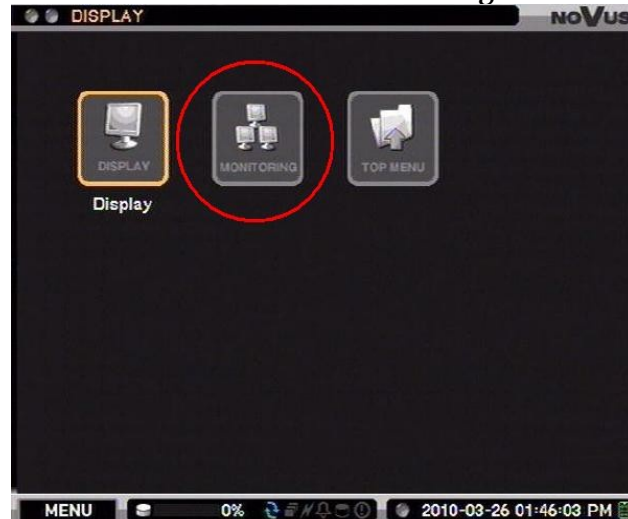 DISPLAY
NOVUS
DISPLAY
MONITORING
TOP MENU
Display
MENU
0%
2010-03-26 01:46:03 PM